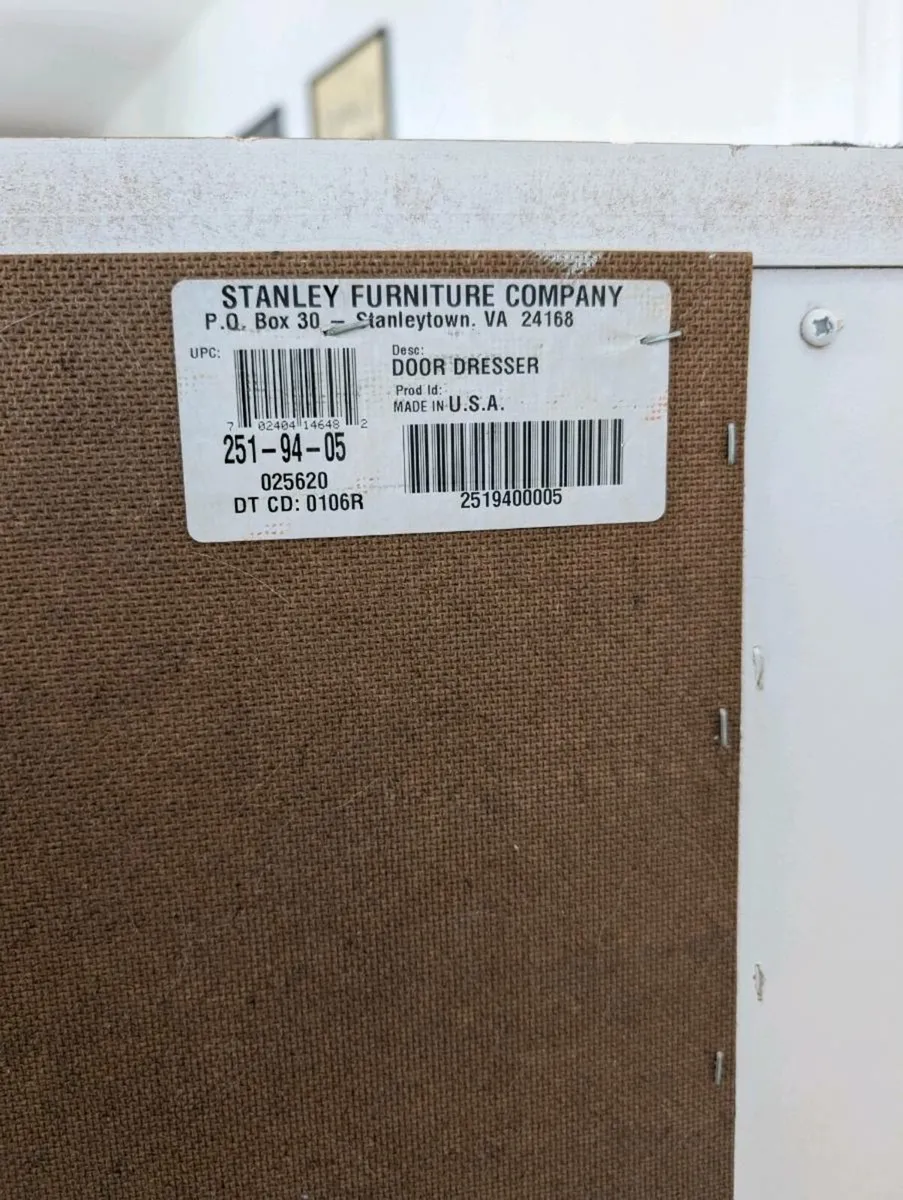 STANLEY FURNITURE COMPANY
P.O. Box 30 – Stanleytown, VA 24168
UPC:
7 02404 14648 2
251-94-05
025620
DT CD: 0106R
Desc:
DOOR DRESSER
Prod Id:
MADE IN U.S.A.
2519400005